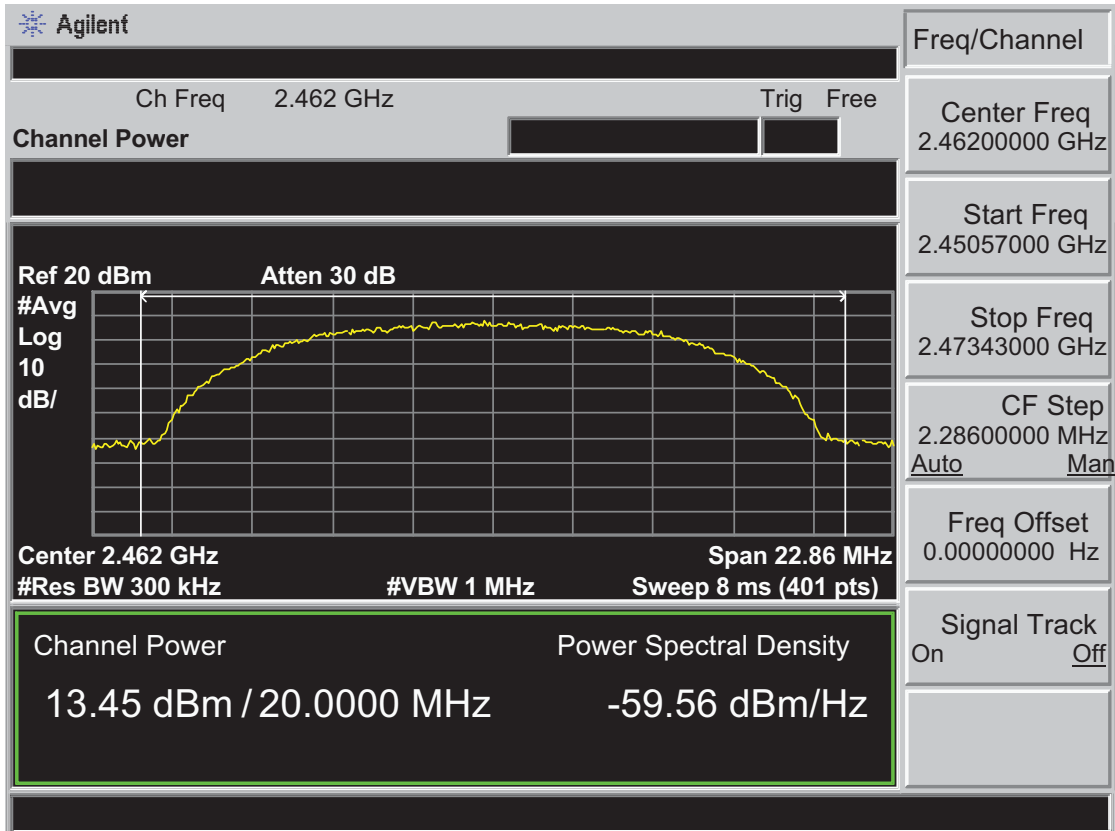 Agilent
Freq/Channel
Ch Freq 2.462 GHz Trig Free
Channel Power
Center Freq
2.46200000 GHz
Start Freq
2.45057000 GHz
Ref 20 dBm Atten 30 dB
#Avg
Log
10
dB/
Stop Freq
2.47343000 GHz
CF Step
2.28600000 MHz
Auto Man
Freq Offset
0.00000000 Hz
Center 2.462 GHz Span 22.86 MHz
#Res BW 300 kHz #VBW 1 MHz Sweep 8 ms (401 pts)
Signal Track
On Off
Channel Power Power Spectral Density
13.45 dBm / 20.0000 MHz -59.56 dBm/Hz